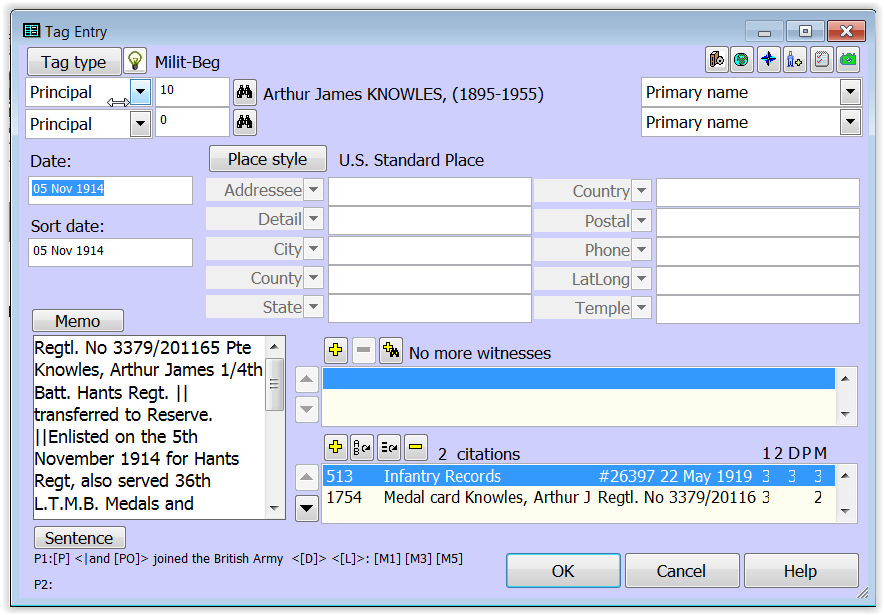 Tag Entry
Tag type Milit-Beg
Principal 10 Arthur James KNOWLES, (1895-1955) Primary name
Principal 0 Primary name
Date: Place style U.S. Standard Place
05 Nov 1914 Addressee Country
Detail Postal
Sort date: City Phone
05 Nov 1914 County LatLong
State Temple
Memo
Regtl. No 3379/201165 Pte
Knowles, Arthur James 1/4th
Batt. Hants Regt. ||
transferred to Reserve.
||Enlisted on the 5th
November 1914 for Hants
Regt, also served 36th
L.T.M.B. Medals and
No more witnesses
2 citations 1 2 D P M
513 Infantry Records #26397 22 May 1919 3 3 3
1754 Medal card Knowles, Arthur J Regtl. No 3379/20116 3 2
Sentence
P1:[P] <|and [PO]> joined the British Army <[D]> <[L]>: [M1] [M3] [M5]
P2:
OK Cancel Help